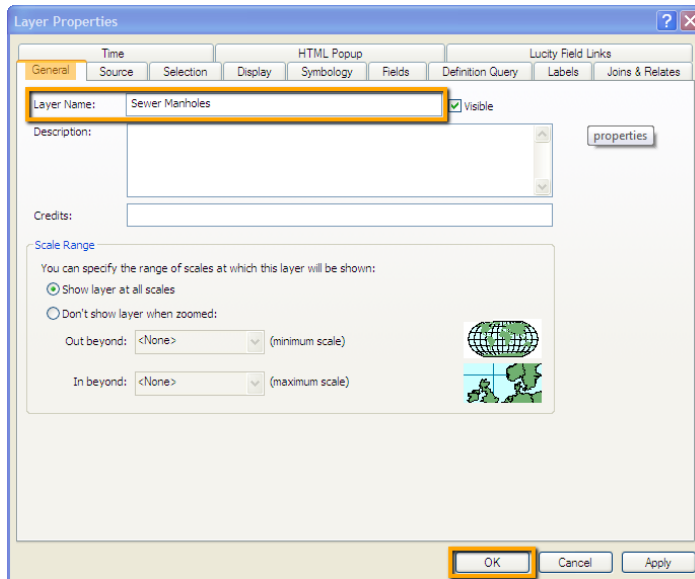 Layer Properties
?
Time HTML Popup Lucity Field Links
General Source Selection Display Symbology Fields Definition Query Labels Joins & Relates
Layer Name: Sewer Manholes Visible
Description:
properties
Credits:
Scale Range
You can specify the range of scales at which this layer will be shown:
Show layer at all scales
Don't show layer when zoomed:
Out beyond: <None> (minimum scale)
In beyond: <None> (maximum scale)
OK Cancel Apply